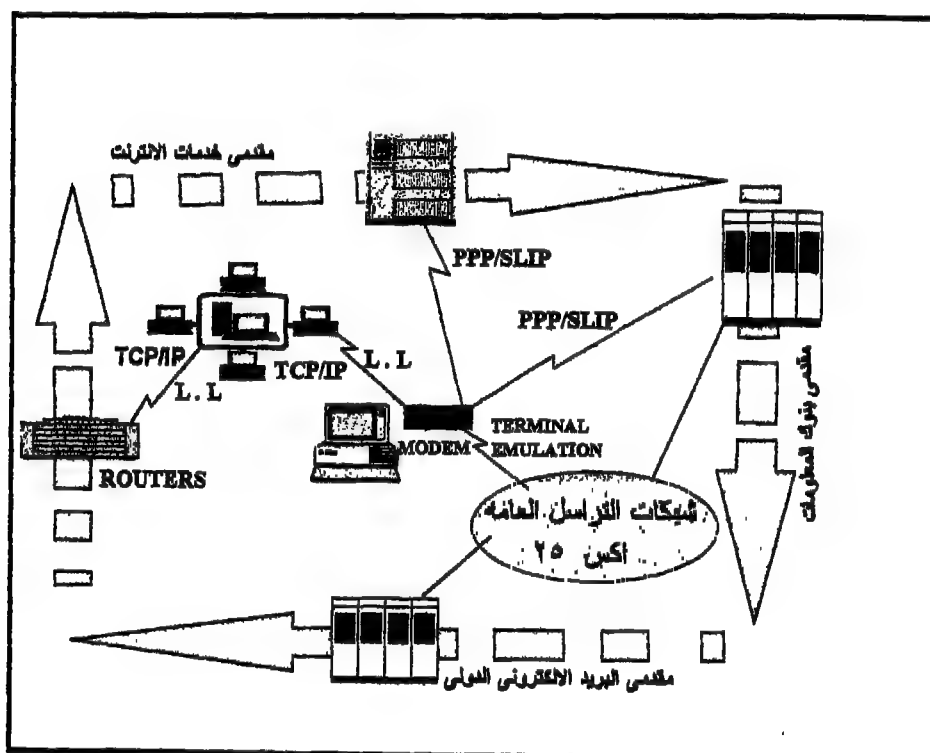 مقدمى خدمات الانترنت
PPP/SLIP
PPP/SLIP
TCP/IP
TCP/IP
L . L
L . L
MODEM
TERMINAL
EMULATION
ROUTERS
مقدمى بنوك المعلومات
شبكات التراسل العامه
اكس ٢٥
مقدمى البريد الالكترونى الدولى